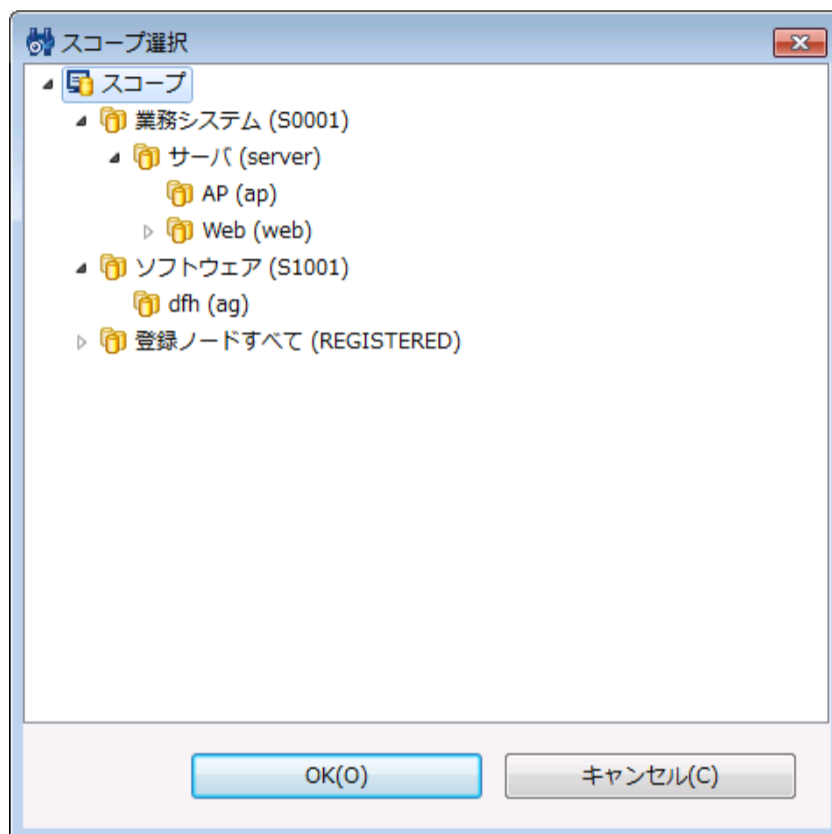 スコープ選択
スコープ
業務システム (S0001)
サーバ (server)
AP (ap)
Web (web)
ソフトウェア (S1001)
dfh (ag)
登録ノードすべて (REGISTERED)
OK(O)
キャンセル(C)